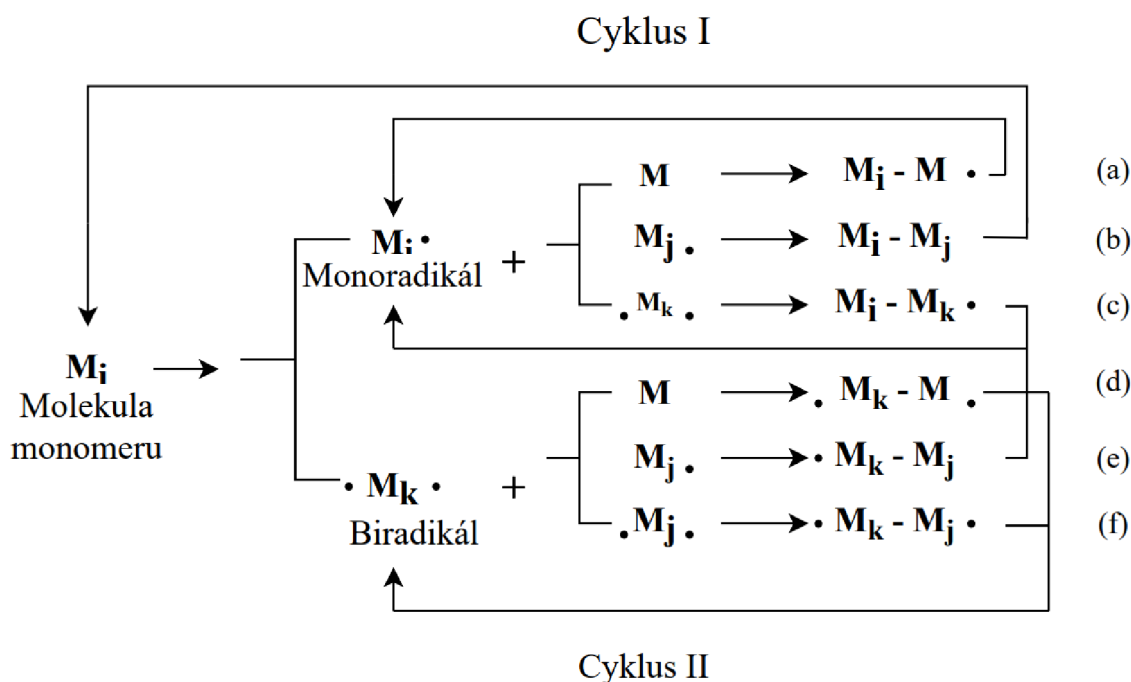 Cyklus I
M → Mi - M • (a)
Mj • → Mi - Mj (b)
• Mk • → Mi - Mk • (c)
Mi • +
Monoradikál
Mi →
Molekula
monomeru
M → • Mk - M • (d)
Mj • → • Mk - Mj (e)
• Mj • → • Mk - Mj • (f)
• Mk • +
Biradikál
Cyklus II